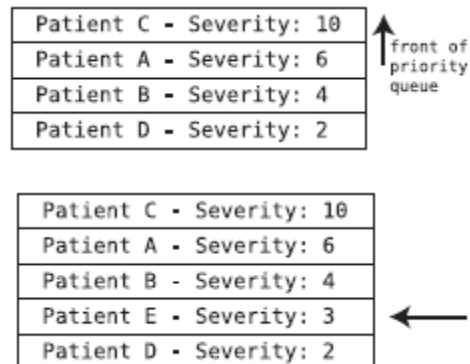 Patient C - Severity: 10
Patient A - Severity: 6
Patient B - Severity: 4
Patient D - Severity: 2
front of
priority
queue
Patient C - Severity: 10
Patient A - Severity: 6
Patient B - Severity: 4
Patient E - Severity: 3
Patient D - Severity: 2